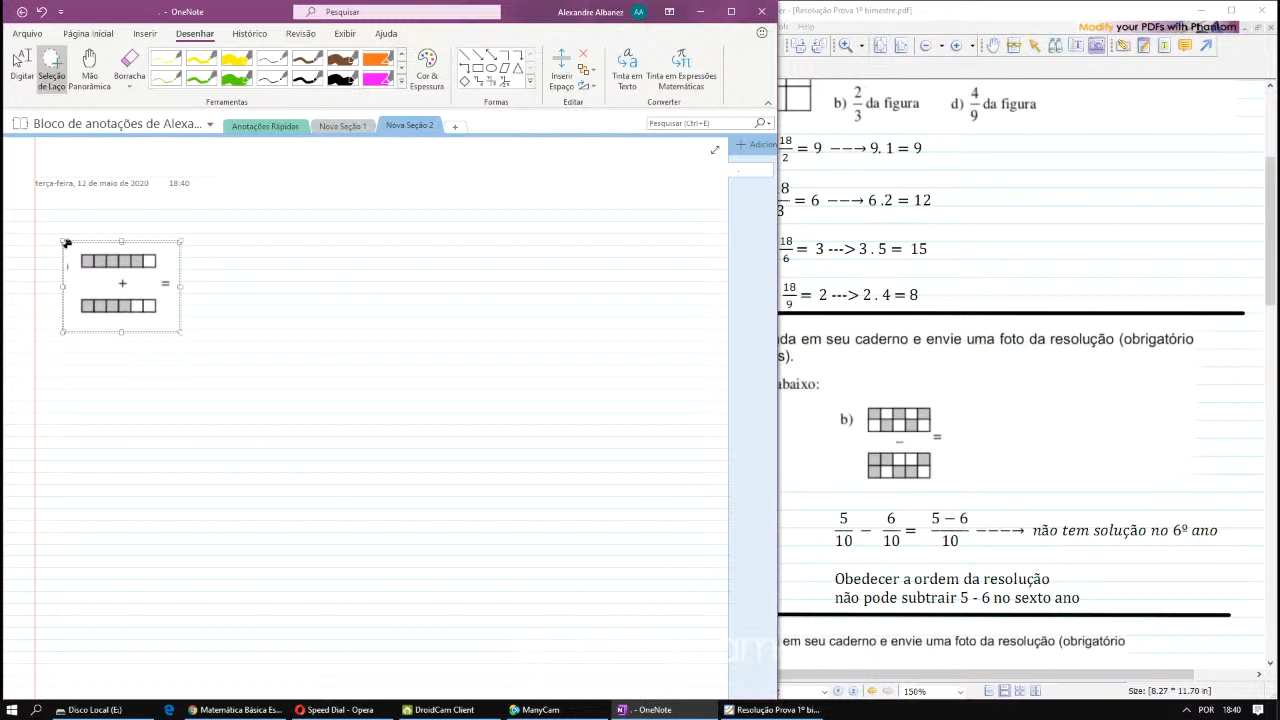 . - OneNote
Pesquisar
Alexandre Albanez
AA
Arquivo
Página Inicial
Inserir
Desenhar
Histórico
Revisão
Exibir
Ajuda
Digitar
Seleção de Laço
Mão Panorâmica
Borracha
Cor & Espessura
Inserir Espaço
Tinta em Texto
Tinta em Expressões Matemáticas
Ferramentas
Formas
Editar
Converter
Bloco de anotações de Alexa...
Anotações Rápidas
Nova Seção 1
Nova Seção 2
+
Pesquisar (Ctrl+E)
+ Adicion
terça-feira, 12 de maio de 2020 18:40
+ =
[Resolução Prova 1º bimestre.pdf]
Modify your PDFs with Phantom
b) 2/3 da figura d) 4/9 da figura
18/2 = 9 ---→ 9. 1 = 9
8/3 = 6 ---→ 6 .2 = 12
18/6 = 3 ---> 3 . 5 = 15
18/9 = 2 ---> 2 . 4 = 8
da em seu caderno e envie uma foto da resolução (obrigatório
s).
abaixo:
b)
− =
5/10 − 6/10 = 5 − 6/10 ----→ não tem solução no 6º ano
Obedecer a ordem da resolução
não pode subtrair 5 - 6 no sexto ano
em seu caderno e envie uma foto da resolução (obrigatório
150%
Size: [8.27 * 11.70 in]
Disco Local (E:)
Matemática Básica Es...
Speed Dial - Opera
DroidCam Client
ManyCam
. - OneNote
Resolução Prova 1º bi...
POR
18:40